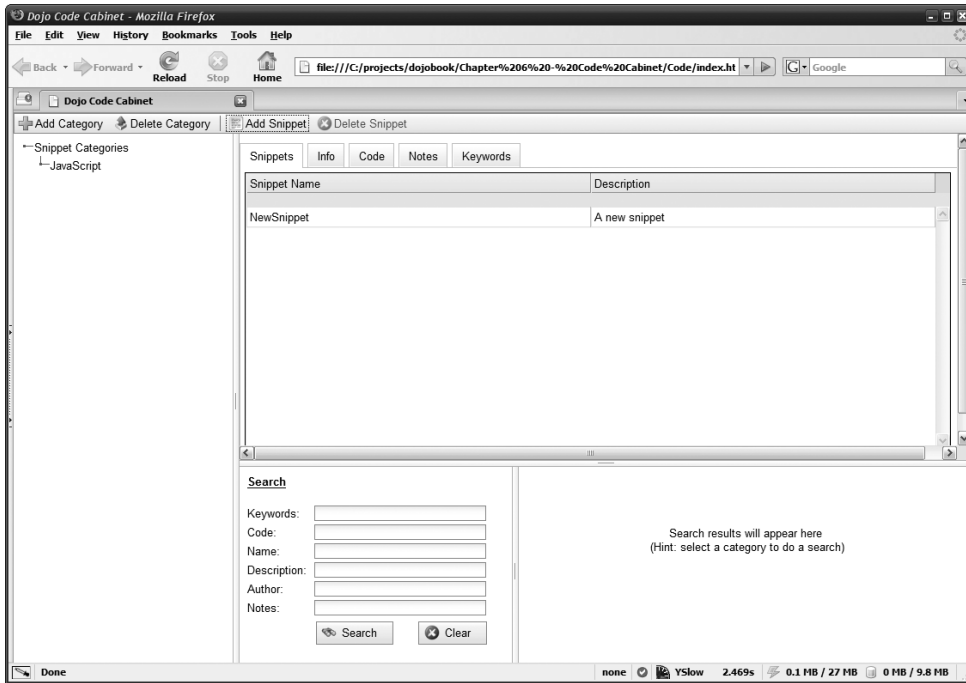 Dojo Code Cabinet - Mozilla Firefox
File Edit View History Bookmarks Tools Help
Back Forward Reload Stop Home file:///C:/projects/dojobook/Chapter%206%20-%20Code%20Cabinet/Code/index.ht G Google
Dojo Code Cabinet
Add Category Delete Category Add Snippet Delete Snippet
Snippet Categories
JavaScript
Snippets Info Code Notes Keywords
Snippet Name Description
NewSnippet A new snippet
Search
Keywords:
Code:
Name:
Description:
Author:
Notes:
Search Clear
Search results will appear here
(Hint: select a category to do a search)
Done none YSlow 2.469s 0.1 MB / 27 MB 0 MB / 9.8 MB